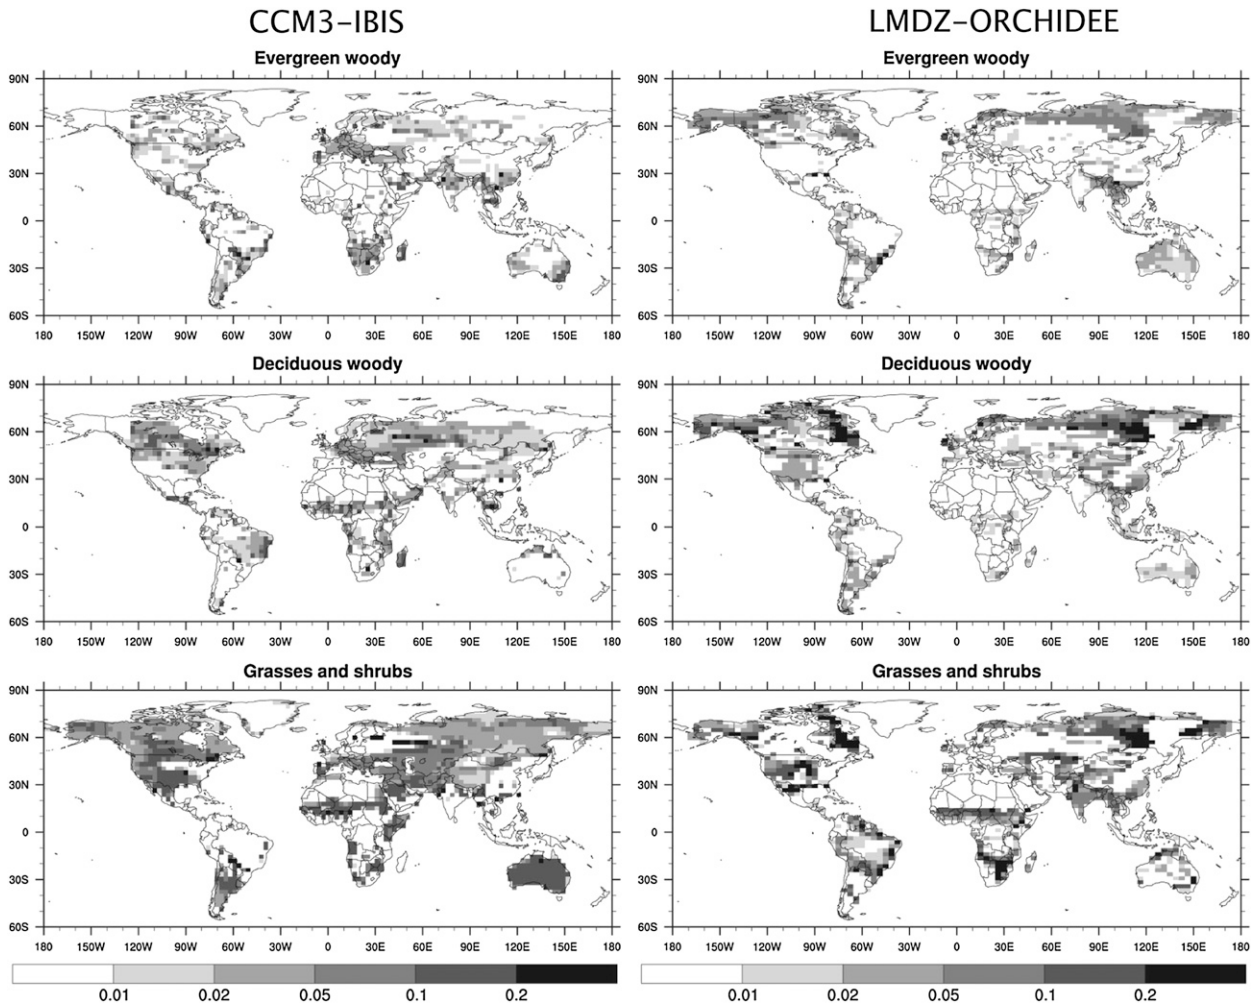 CCM3–IBIS LMDZ–ORCHIDEE
Evergreen woody Evergreen woody
90N
60N
30N
0
30S
60S
180 150W 120W 90W 60W 30W 0 30E 60E 90E 120E 150E 180
90N
60N
30N
0
30S
60S
180 150W 120W 90W 60W 30W 0 30E 60E 90E 120E 150E 180
Deciduous woody Deciduous woody
90N
60N
30N
0
30S
60S
180 150W 120W 90W 60W 30W 0 30E 60E 90E 120E 150E 180
90N
60N
30N
0
30S
60S
180 150W 120W 90W 60W 30W 0 30E 60E 90E 120E 150E 180
Grasses and shrubs Grasses and shrubs
90N
60N
30N
0
30S
60S
180 150W 120W 90W 60W 30W 0 30E 60E 90E 120E 150E 180
90N
60N
30N
0
30S
60S
180 150W 120W 90W 60W 30W 0 30E 60E 90E 120E 150E 180
0.01 0.02 0.05 0.1 0.2 0.01 0.02 0.05 0.1 0.2